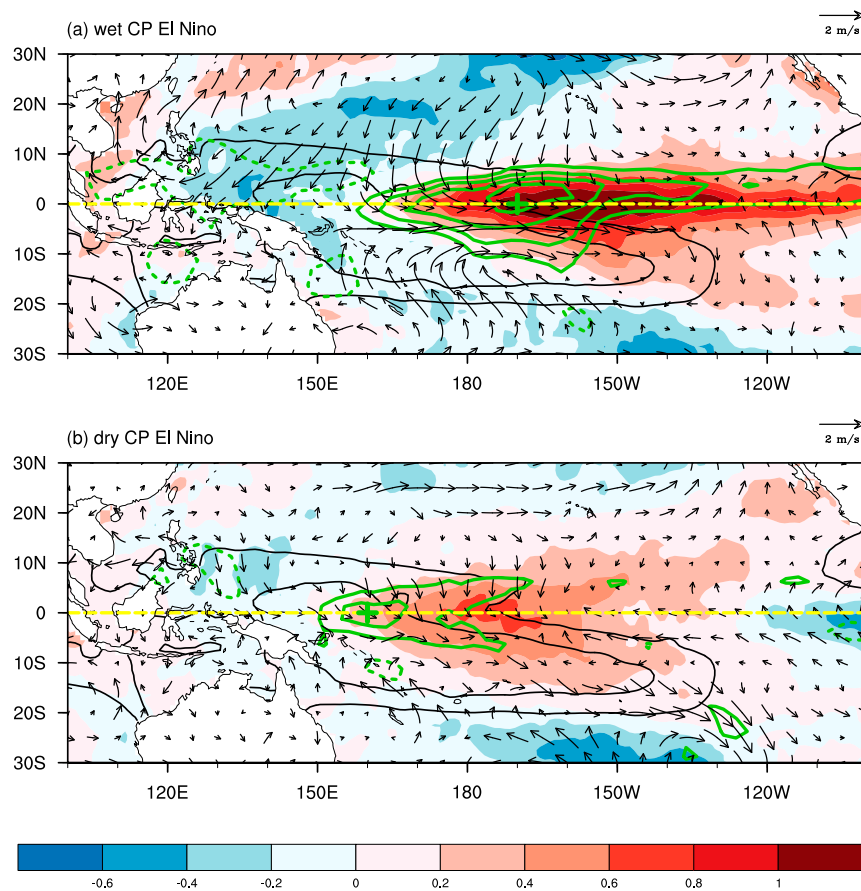 (a) wet CP El Nino
2 m/s
30N
20N
10N
0
10S
20S
30S
120E 150E 180 150W 120W
(b) dry CP El Nino
2 m/s
30N
20N
10N
0
10S
20S
30S
120E 150E 180 150W 120W
-0.6 -0.4 -0.2 0 0.2 0.4 0.6 0.8 1